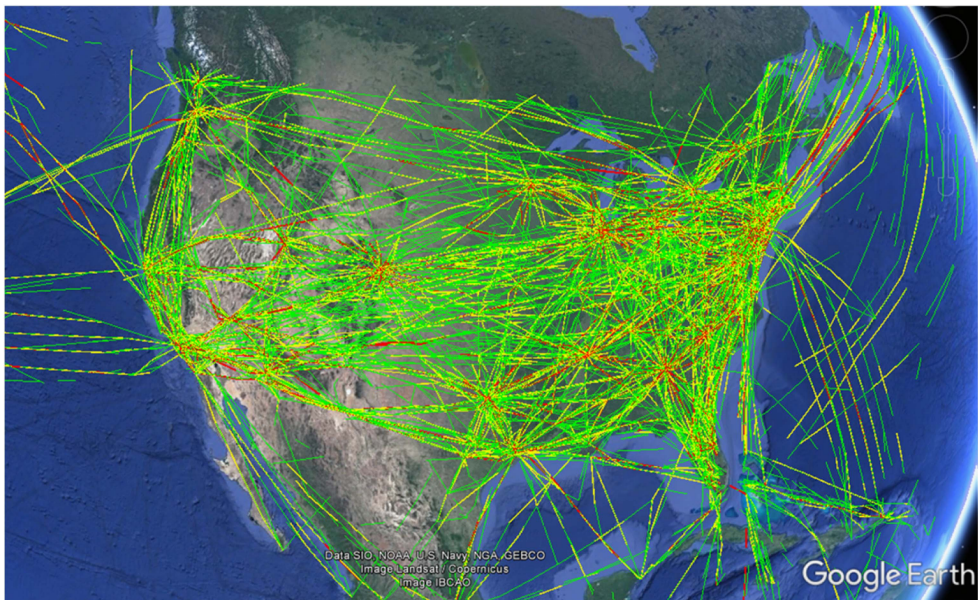 Data SIO, NOAA, U.S. Navy, NGA, GEBCO
Image Landsat / Copernicus
Image IBCAO
Google Earth